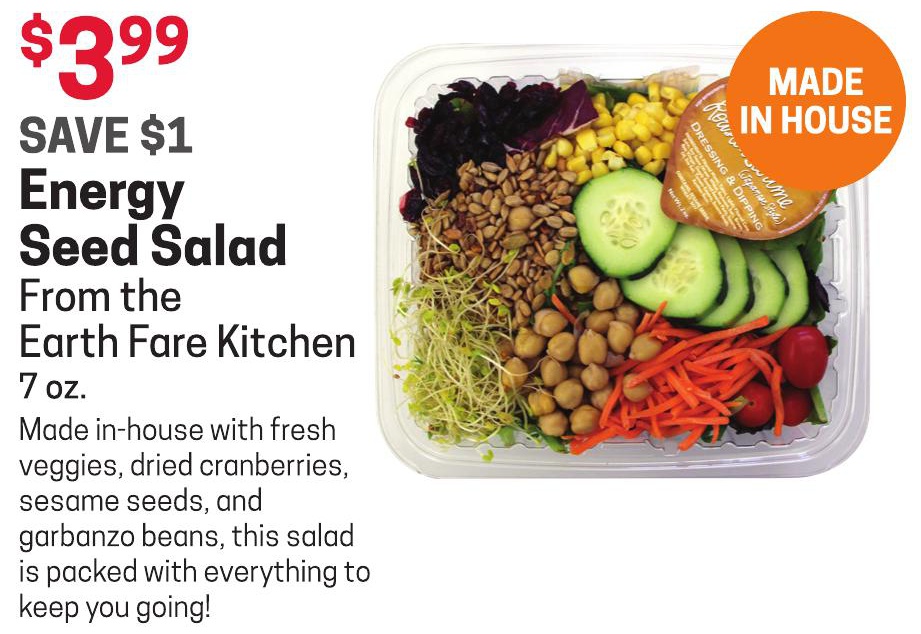 $3.99
SAVE $1
Energy
Seed Salad
From the
Earth Fare Kitchen
7 oz.
Made in-house with fresh
veggies, dried cranberries,
sesame seeds, and
garbanzo beans, this salad
is packed with everything to
keep you going!
MADE
IN HOUSE
DRESSING & DIPPING
(Japanese Style)